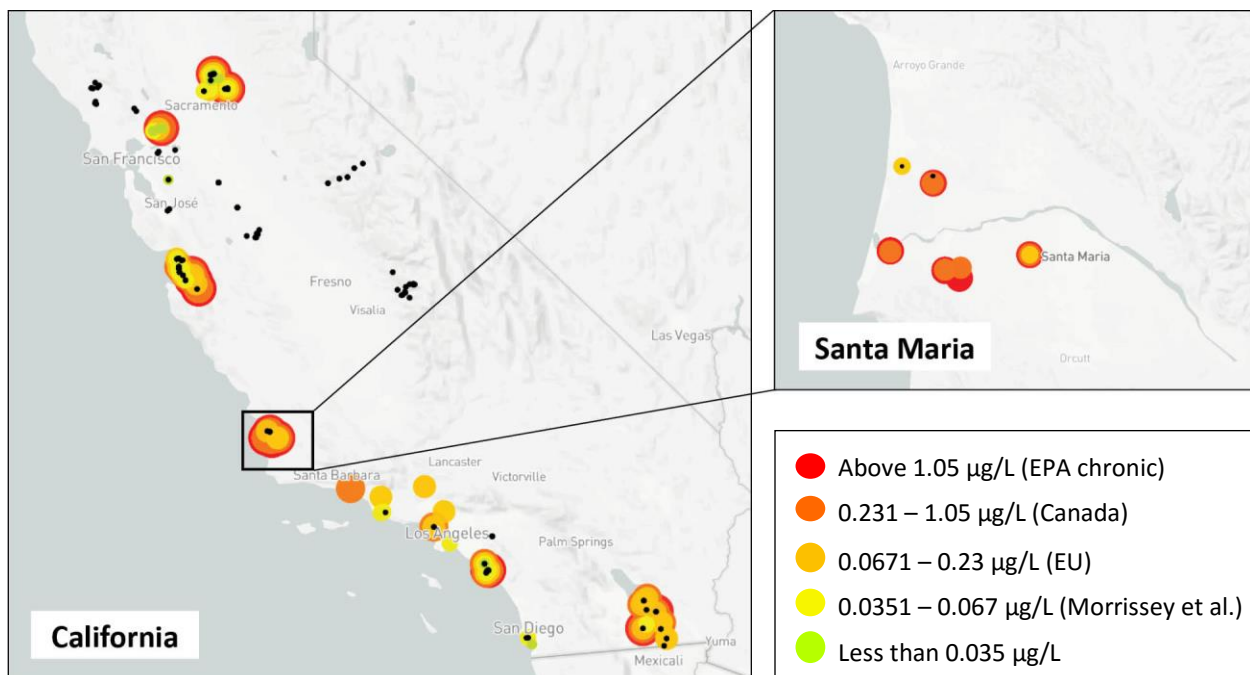 Sacramento
San Francisco
San José
Fresno
Visalia
Las Vegas
Santa Barbara
Lancaster
Victorville
Los Angeles
Palm Springs
San Diego
Yuma
Mexicali
California
Arroyo Grande
Santa Maria
Orcutt
Santa Maria
Above 1.05 µg/L (EPA chronic)
0.231 – 1.05 µg/L (Canada)
0.0671 – 0.23 µg/L (EU)
0.0351 – 0.067 µg/L (Morrissey et al.)
Less than 0.035 µg/L